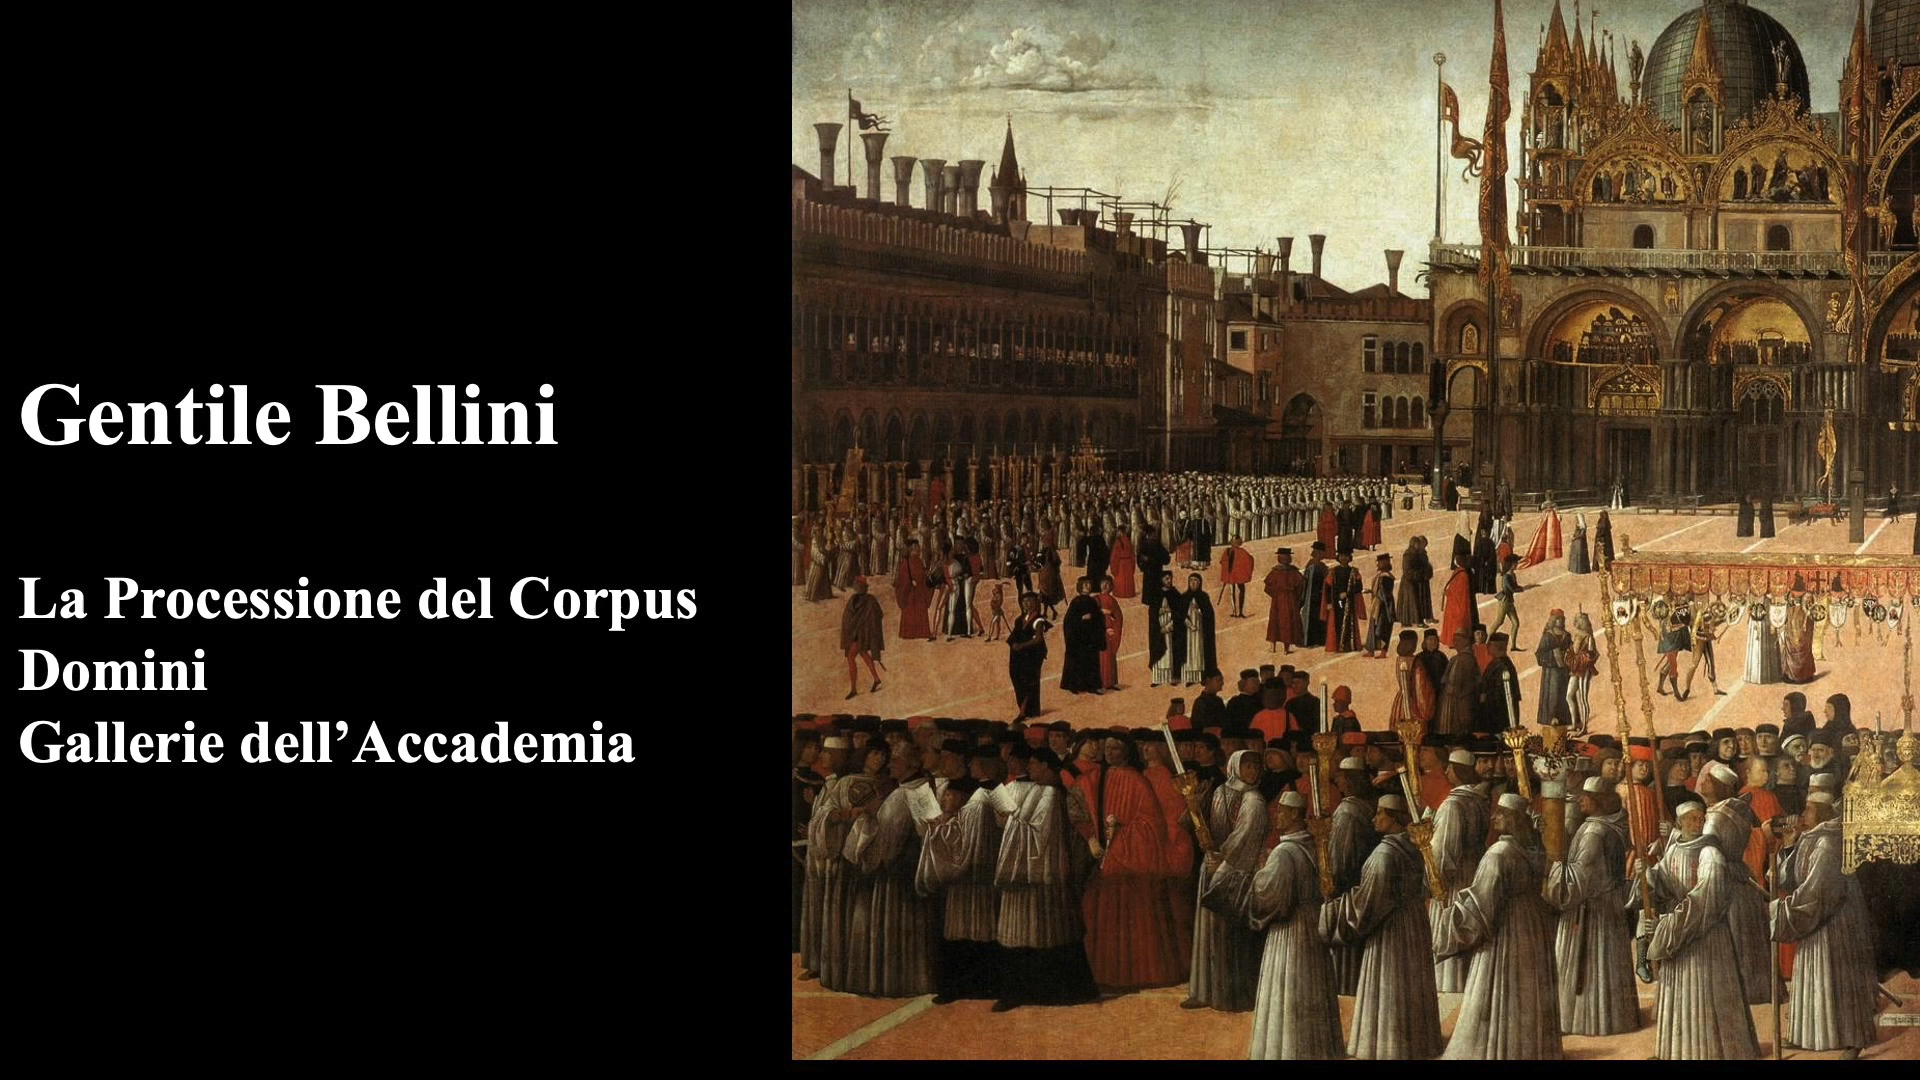 Gentile Bellini
La Processione del Corpus
Domini
Gallerie dell’Accademia